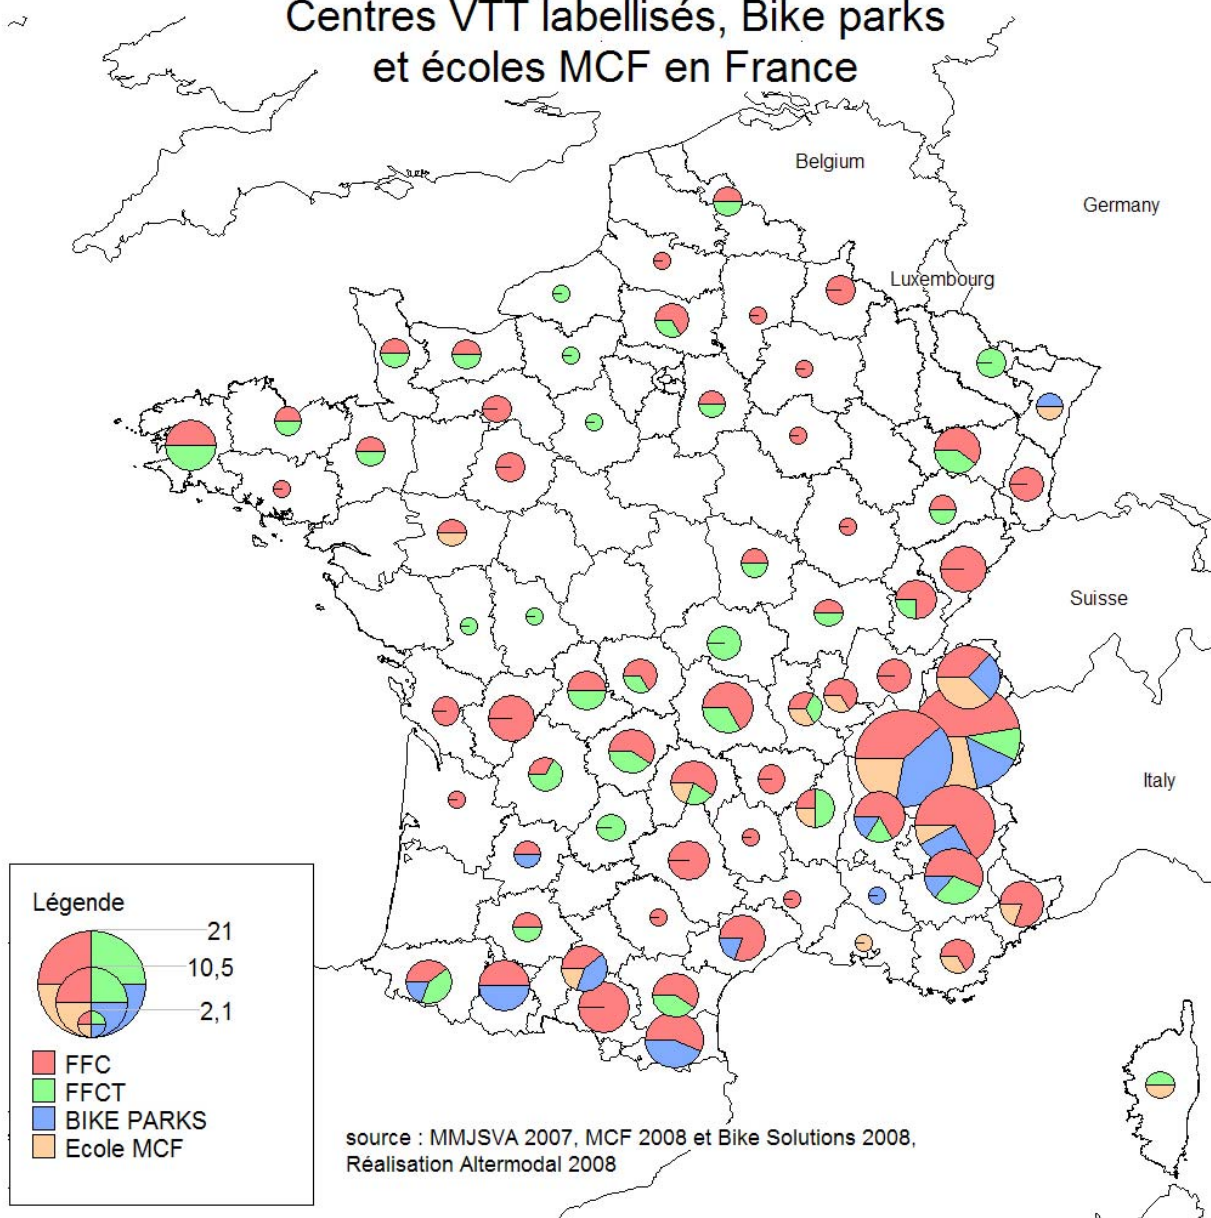 Centres VTT labellisés, Bike parks
et écoles MCF en France
Belgium
Germany
Luxembourg
Suisse
Italy
Légende
21
10,5
2,1
FFC
FFCT
BIKE PARKS
Ecole MCF
source : MMJSVA 2007, MCF 2008 et Bike Solutions 2008,
Réalisation Altermodal 2008